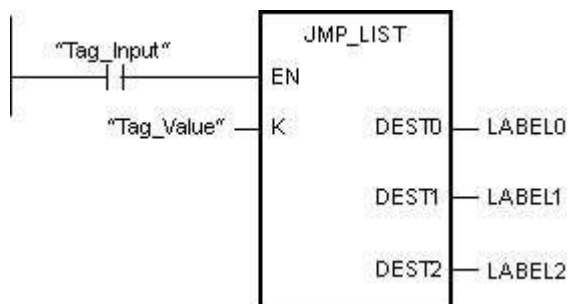 JMP_LIST
"Tag_Input"
EN
"Tag_Value" K DEST0 LABEL0
DEST1 LABEL1
DEST2 LABEL2